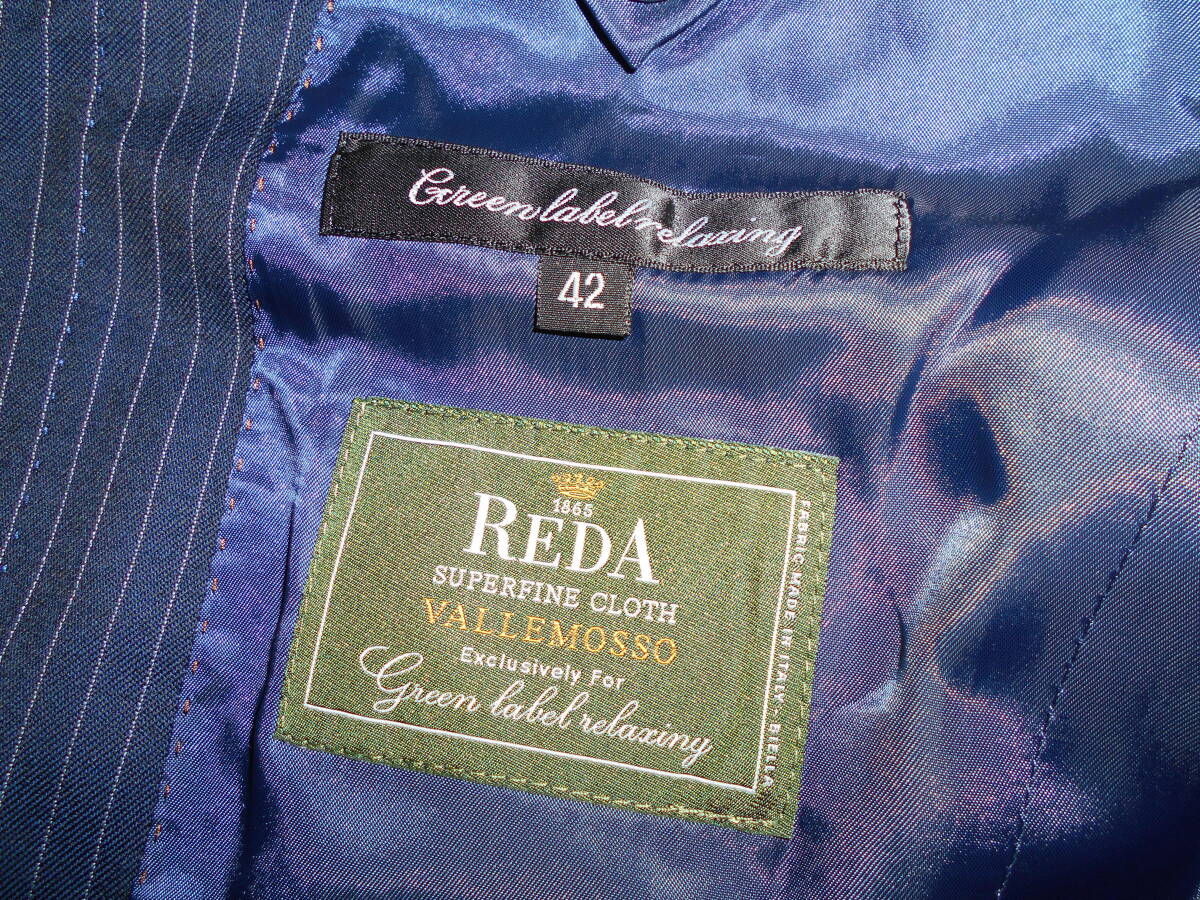 Green label relaxing
42
1865
REDA
SUPERFINE CLOTH
VALLEMOSSO
Exclusively For
Green label relaxing
FABRIC MADE IN ITALY - BIELLA